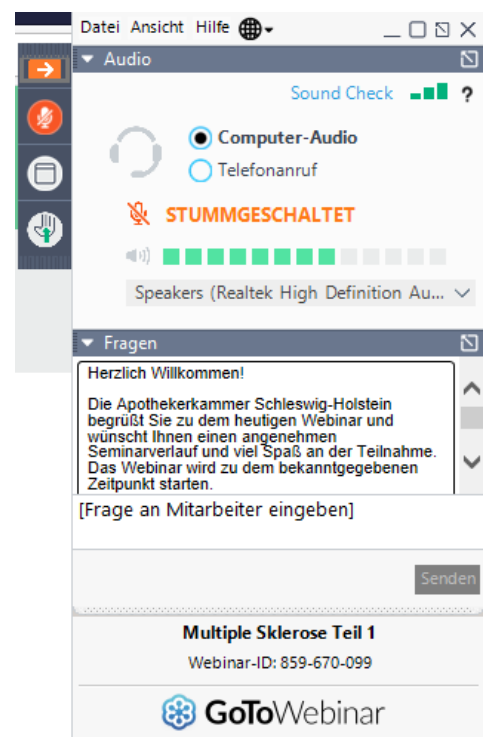 Datei Ansicht Hilfe
Audio
Sound Check ?
Computer-Audio
Telefonanruf
STUMMGESCHALTET
Speakers (Realtek High Definition Au...
Fragen
Herzlich Willkommen!
Die Apothekerkammer Schleswig-Holstein
begrüßt Sie zu dem heutigen Webinar und
wünscht Ihnen einen angenehmen
Seminarverlauf und viel Spaß an der Teilnahme.
Das Webinar wird zu dem bekanntgegebenen
Zeitpunkt starten.
[Frage an Mitarbeiter eingeben]
Senden
Multiple Sklerose Teil 1
Webinar-ID: 859-670-099
GoToWebinar